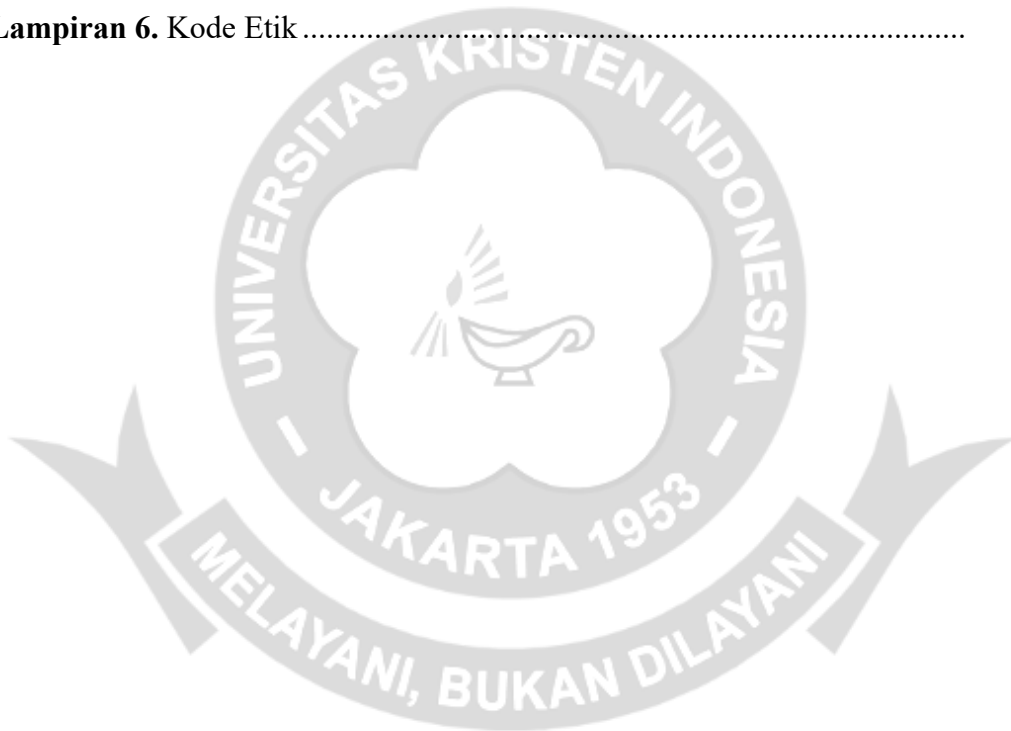 Lampiran 6. Kode Etik ...................................................................................
UNIVERSITAS KRISTEN INDONESIA
JAKARTA 1953
MELAYANI, BUKAN DILAYANI